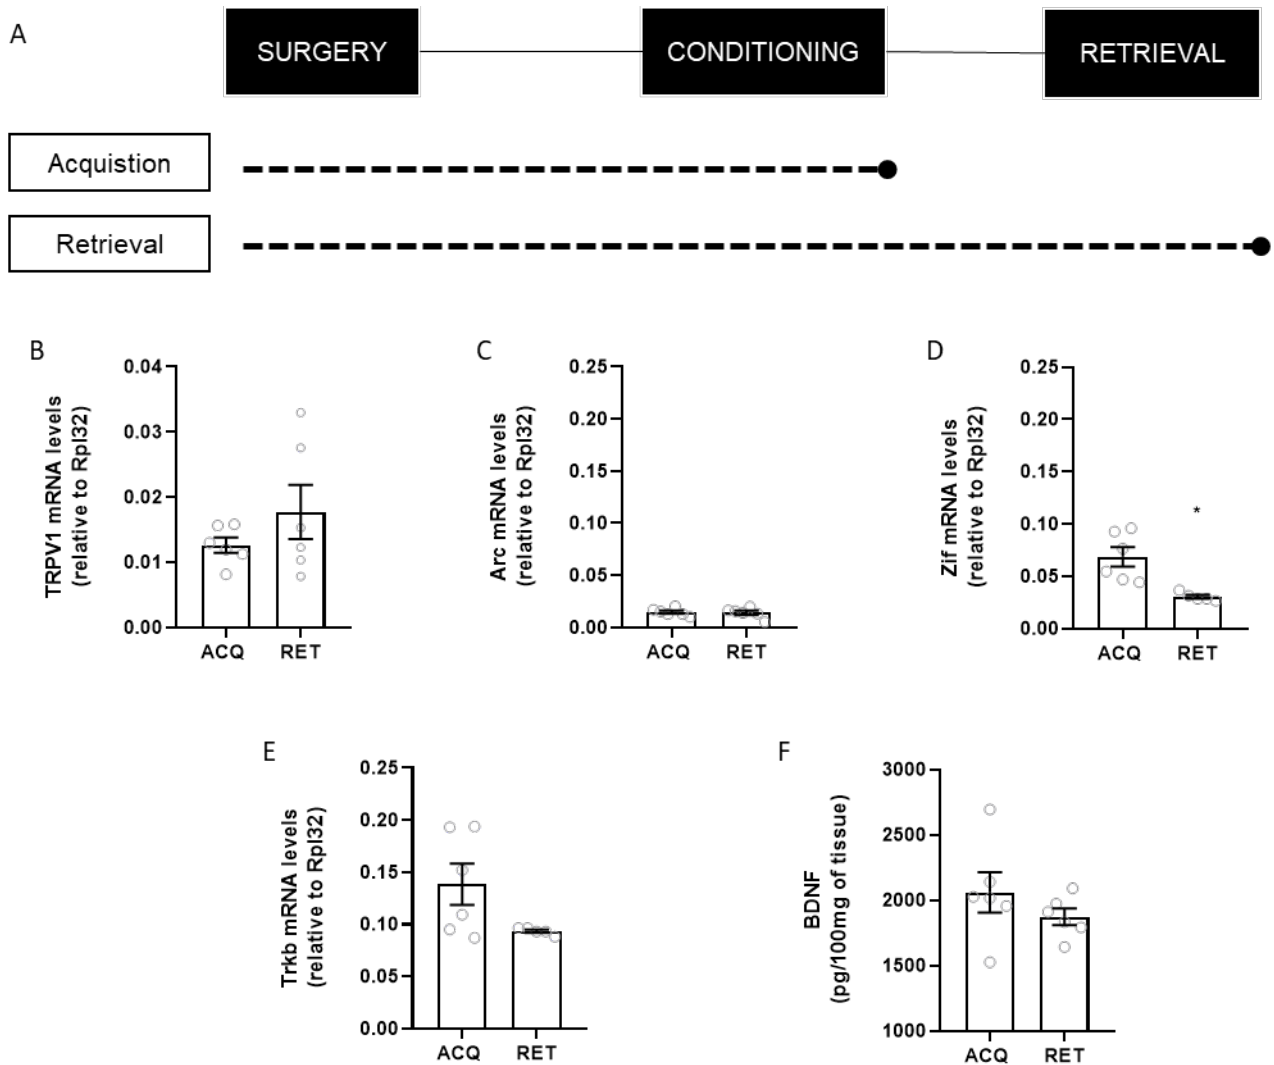 A
SURGERY
CONDITIONING
RETRIEVAL
Acquistion
Retrieval
B
TRPV1 mRNA levels
(relative to Rpl32)
0.04
0.03
0.02
0.01
0.00
ACQ
RET
C
Arc mRNA levels
(relative to Rpl32)
0.25
0.20
0.15
0.10
0.05
0.00
ACQ
RET
D
Zif mRNA levels
(relative to Rpl32)
0.25
0.20
0.15
0.10
0.05
0.00
*
ACQ
RET
E
Trkb mRNA levels
(relative to Rpl32)
0.25
0.20
0.15
0.10
0.05
0.00
ACQ
RET
F
BDNF
(pg/100mg of tissue)
3000
2500
2000
1500
1000
ACQ
RET